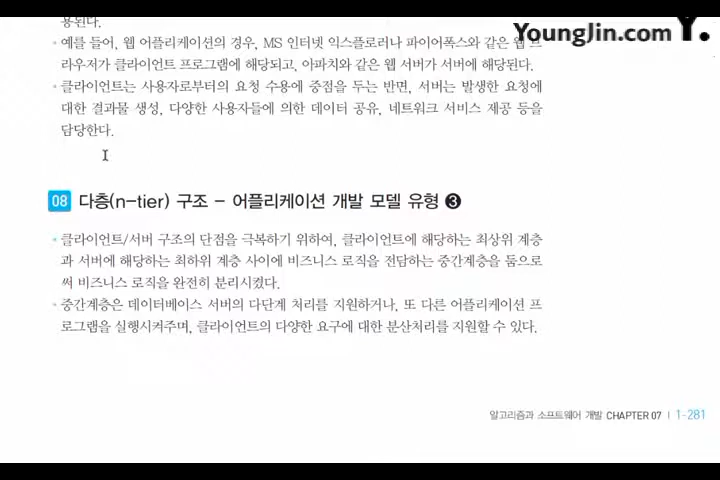 용된다.
YoungJin.com Y.
• 예를 들어, 웹 어플리케이션의 경우, MS 인터넷 익스플로러나 파이어폭스와 같은 웹 브
라우저가 클라이언트 프로그램에 해당되고, 아파치와 같은 웹 서버가 서버에 해당된다.
• 클라이언트는 사용자로부터의 요청 수용에 중점을 두는 반면, 서버는 발생한 요청에
대한 결과물 생성, 다양한 사용자들에 의한 데이터 공유, 네트워크 서비스 제공 등을
담당한다.
08 다층(n-tier) 구조 - 어플리케이션 개발 모델 유형 ❸
• 클라이언트/서버 구조의 단점을 극복하기 위하여, 클라이언트에 해당하는 최상위 계층
과 서버에 해당하는 최하위 계층 사이에 비즈니스 로직을 전담하는 중간계층을 둠으로
써 비즈니스 로직을 완전히 분리시켰다.
• 중간계층은 데이터베이스 서버의 다단계 처리를 지원하거나, 또 다른 어플리케이션 프
로그램을 실행시켜주며, 클라이언트의 다양한 요구에 대한 분산처리를 지원할 수 있다.
알고리즘과 소프트웨어 개발 CHAPTER 07 | 1-281